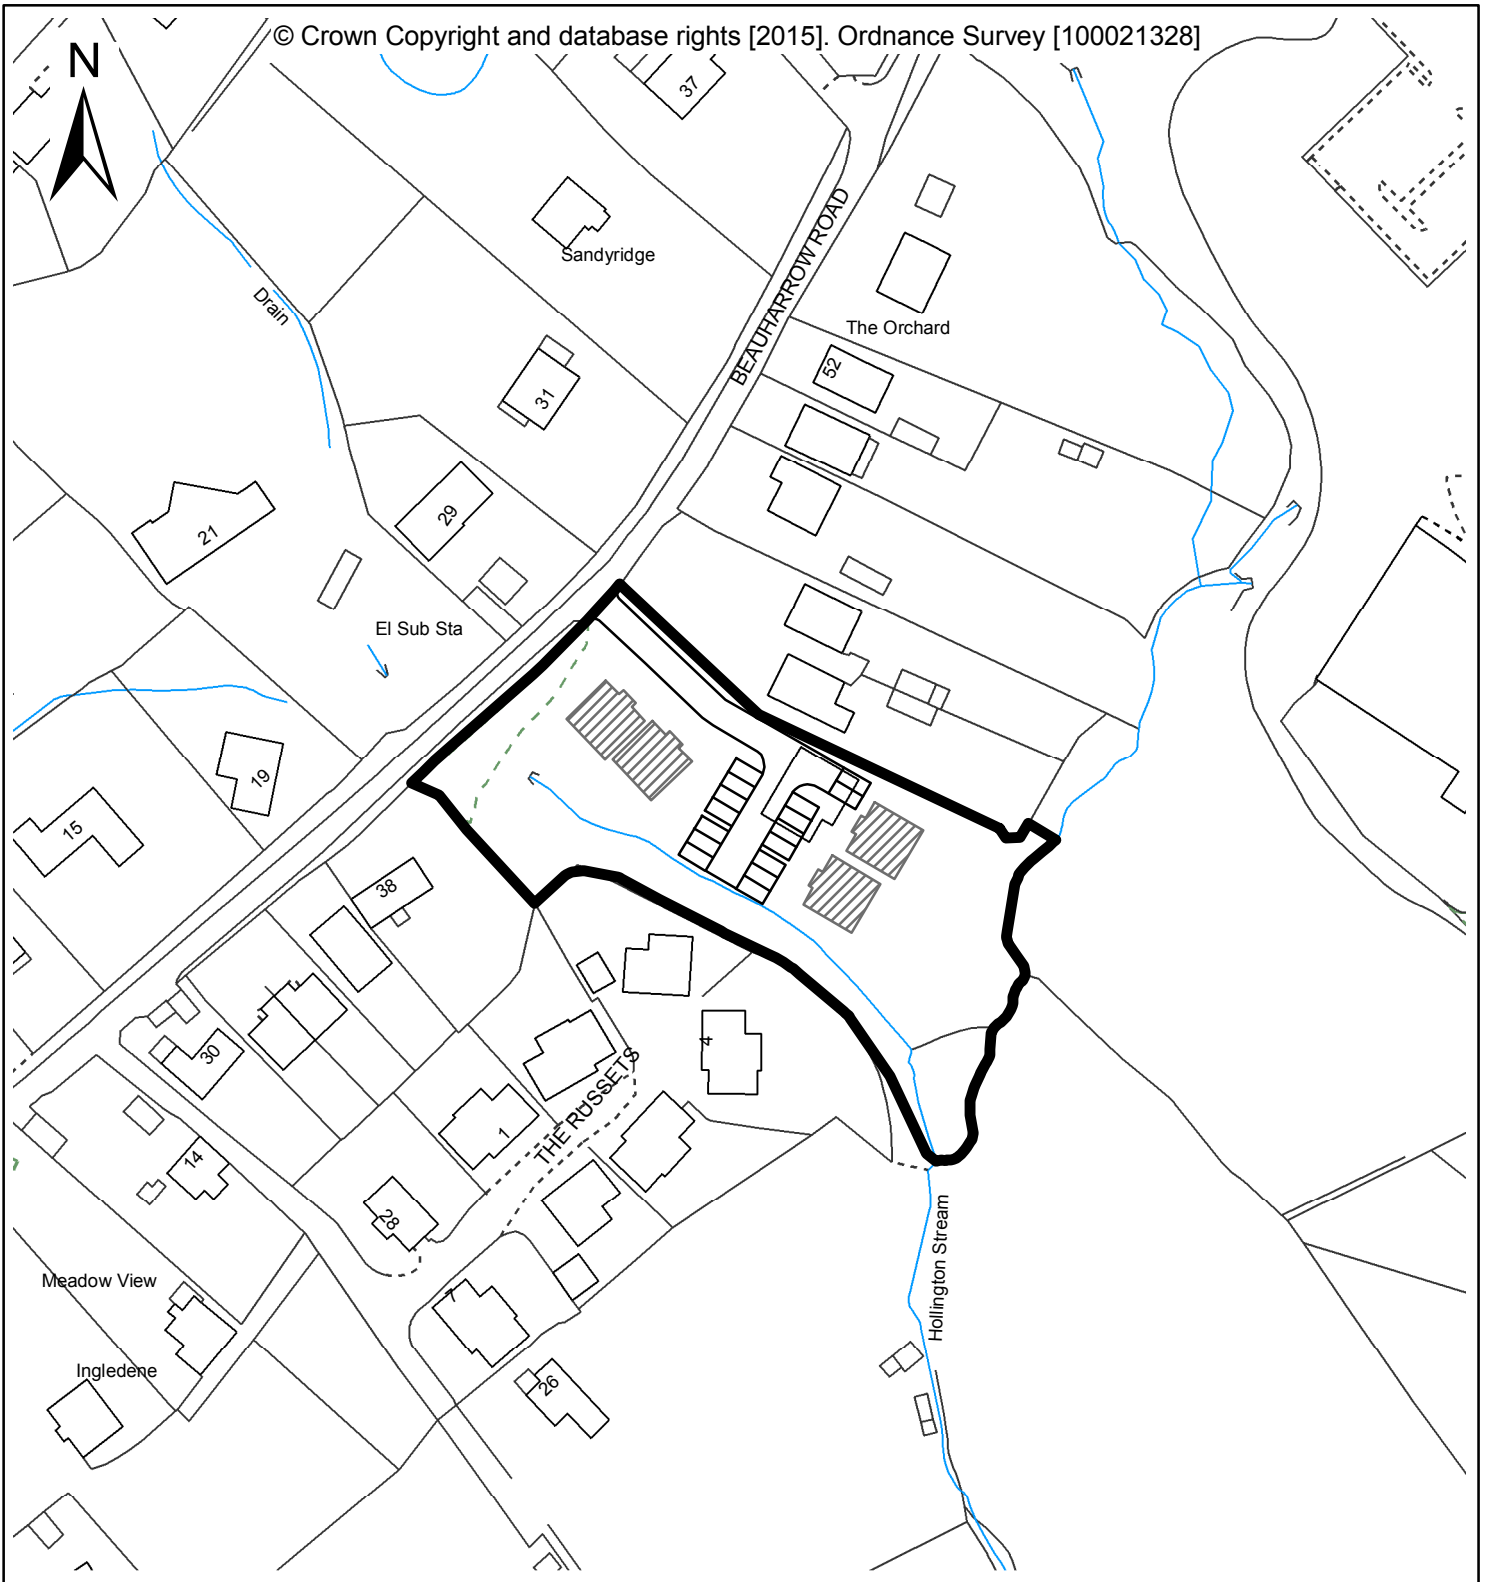 © Crown Copyright and database rights [2015]. Ordnance Survey [100021328]
N
37
BEAUHARROW ROAD
Sandyridge
Drain
The Orchard
52
31
29
21
El Sub Sta
19
15
38
30
4
THE RUSSETS
1
14
28
Hollington Stream
Meadow View
7
Ingledene
26